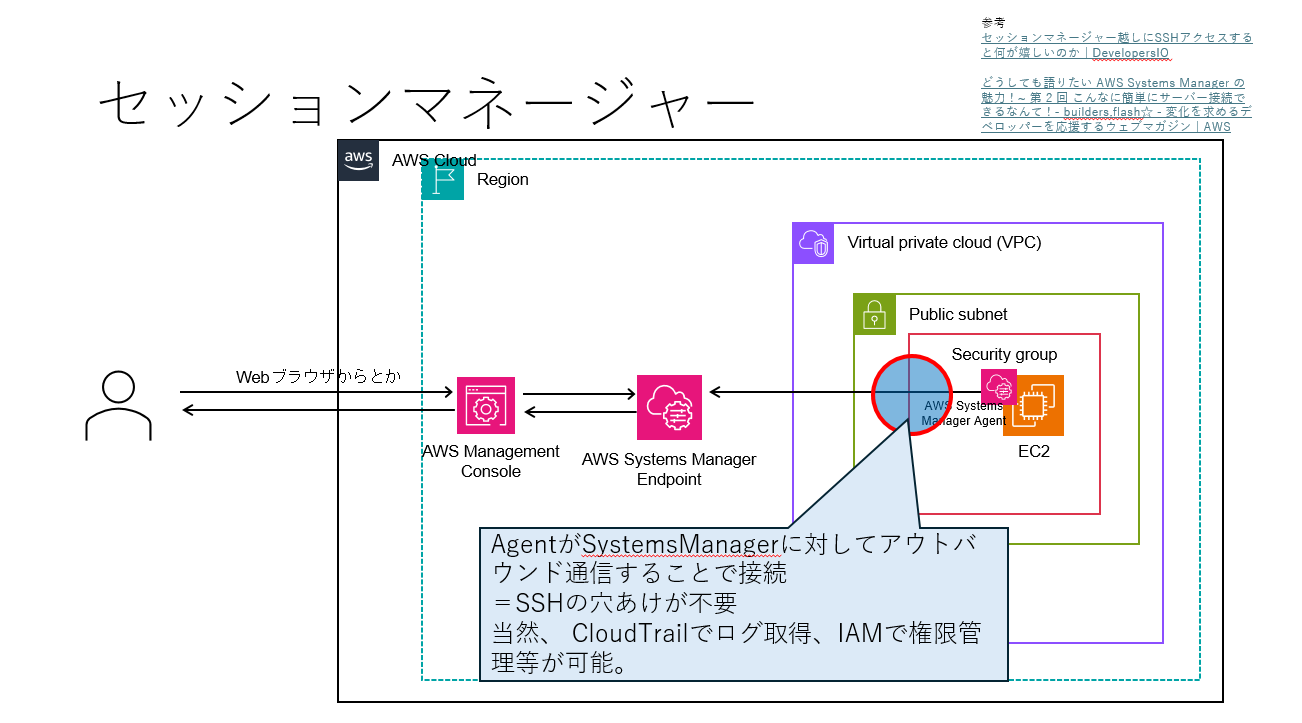 参考
セッションマネージャー越しにSSHアクセスする
と何が嬉しいのか | DevelopersIO
どうしても語りたい AWS Systems Manager の
魅力！~ 第 2 回 こんなに簡単にサーバー接続で
きるなんて！- builders.flash☆ - 変化を求めるデ
ベロッパーを応援するウェブマガジン | AWS
セッションマネージャー
aws
AWS Cloud
Region
Virtual private cloud (VPC)
Public subnet
Security group
Webブラウザからとか
AWS Systems
Manager Agent
EC2
AWS Management
Console
AWS Systems Manager
Endpoint
AgentがSystemsManagerに対してアウトバ
ウンド通信することで接続
＝SSHの穴あけが不要
当然、 CloudTrailでログ取得、IAMで権限管
理等が可能。